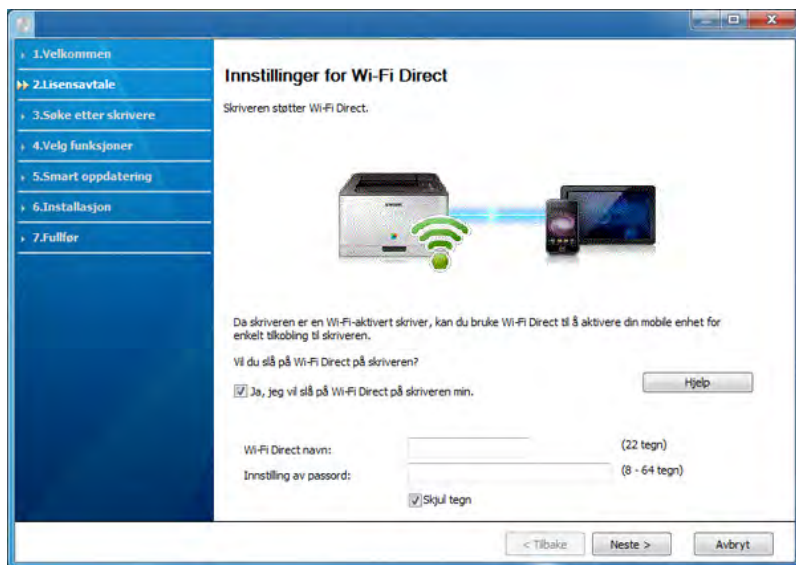 1.Velkommen
2.Lisensavtale
3.Søke etter skrivere
4.Velg funksjoner
5.Smart oppdatering
6.Installasjon
7.Fullfør
Innstillinger for Wi-Fi Direct
Skriveren støtter Wi-Fi Direct.
Da skriveren er en Wi-Fi-aktivert skriver, kan du bruke Wi-Fi Direct til å aktivere din mobile enhet for
enkelt tilkobling til skriveren.
Vil du slå på Wi-Fi Direct på skriveren?
Ja, jeg vil slå på Wi-Fi Direct på skriveren min.
Hjelp
Wi-Fi Direct navn:
(22 tegn)
Innstilling av passord:
(8 - 64 tegn)
Skjul tegn
< Tilbake
Neste >
Avbryt